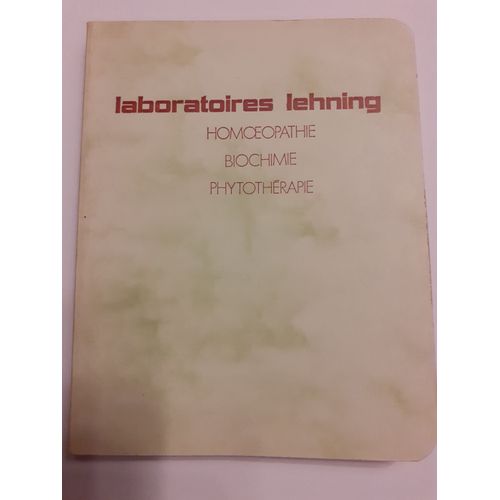 laboratoires lehning
HOMŒOPATHIE
BIOCHIMIE
PHYTOTHÉRAPIE